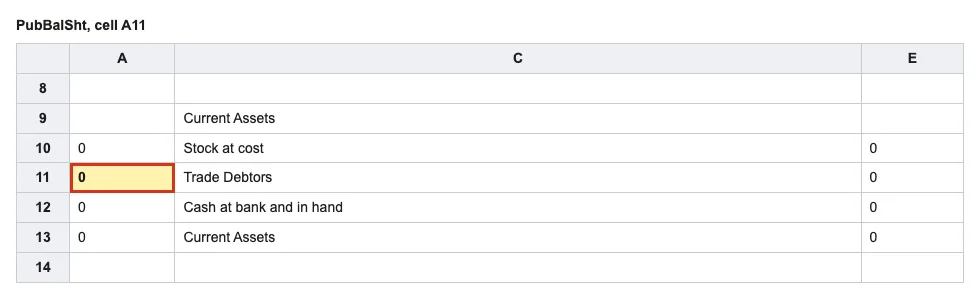 PubBalSht, cell A11
A C E
8
9 Current Assets
10 0 Stock at cost 0
11 0 Trade Debtors 0
12 0 Cash at bank and in hand 0
13 0 Current Assets 0
14